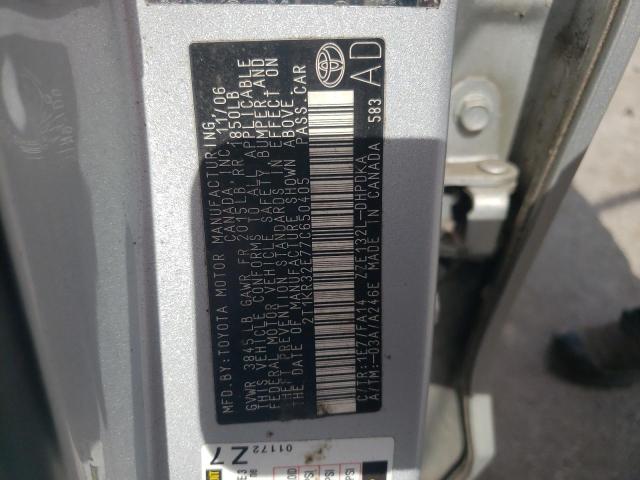 MFD. BY: TOYOTA MOTOR MANUFACTURING,
CANADA, INC. 11/06
GVWR 3845LB GAWR FR 2015LB RR 1850LB
THIS VEHICLE CONFORMS TO ALL APPLICABLE
FEDERAL MOTOR VEHICLE SAFETY, BUMPER, AND
THEFT PREVENTION STANDARDS IN EFFECT ON
THE DATE OF MANUFACTURE SHOWN ABOVE.
2T1KR32E77C650405 PASS. CAR
C/TR:1E7/FA14 ZZE132L-DHPDKA
A/TM:-03A/A246E MADE IN CANADA 583
AD
01172
Z7